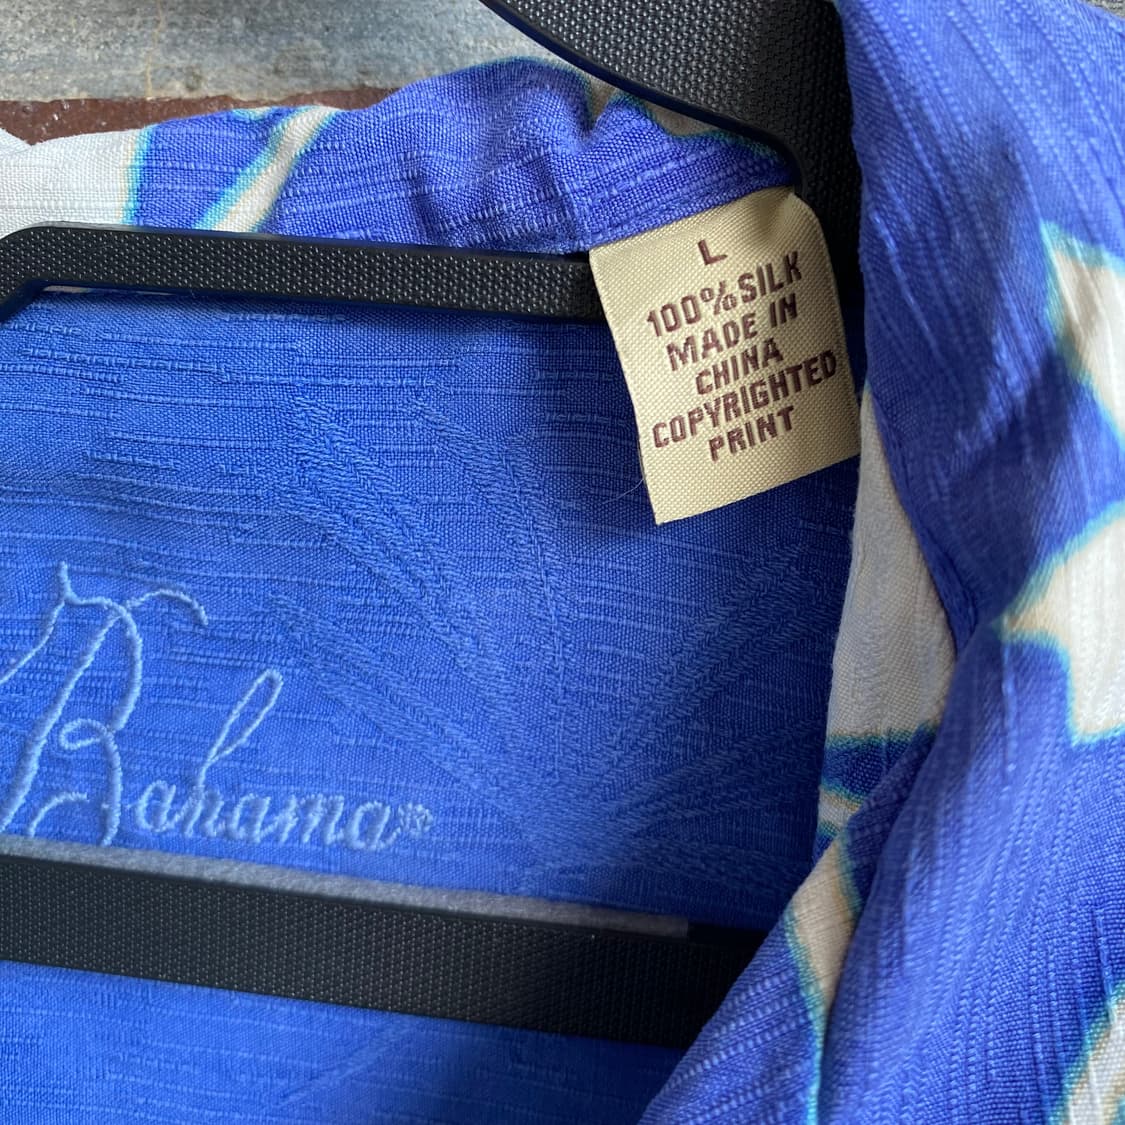 L
100% SILK
MADE IN
CHINA
COPYRIGHTED
PRINT
Bahama®